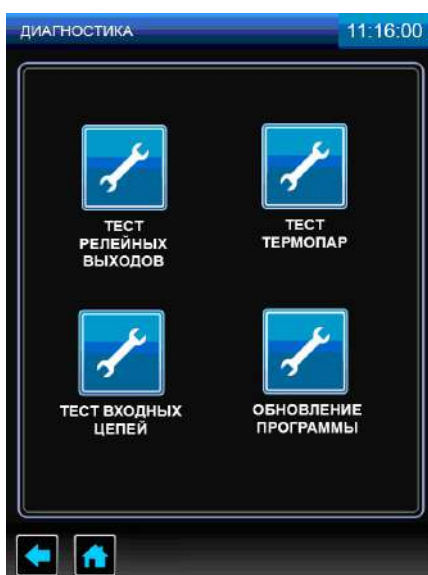 ДИАГНОСТИКА 11:16:00
ТЕСТ
РЕЛЕЙНЫХ
ВЫХОДОВ
ТЕСТ
ТЕРМОПАР
ТЕСТ ВХОДНЫХ
ЦЕПЕЙ
ОБНОВЛЕНИЕ
ПРОГРАММЫ